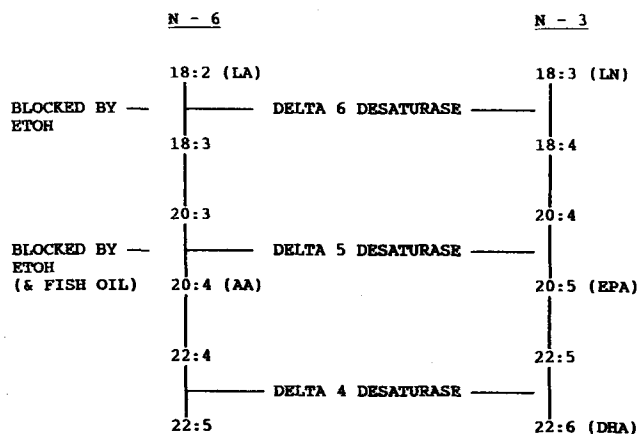 N - 6 N - 3
18:2 (LA) 18:3 (LN)
BLOCKED BY DELTA 6 DESATURASE
ETOH
18:3 18:4
20:3 20:4
BLOCKED BY DELTA 5 DESATURASE
ETOH
(& FISH OIL) 20:4 (AA) 20:5 (EPA)
22:4 22:5
DELTA 4 DESATURASE
22:5 22:6 (DHA)